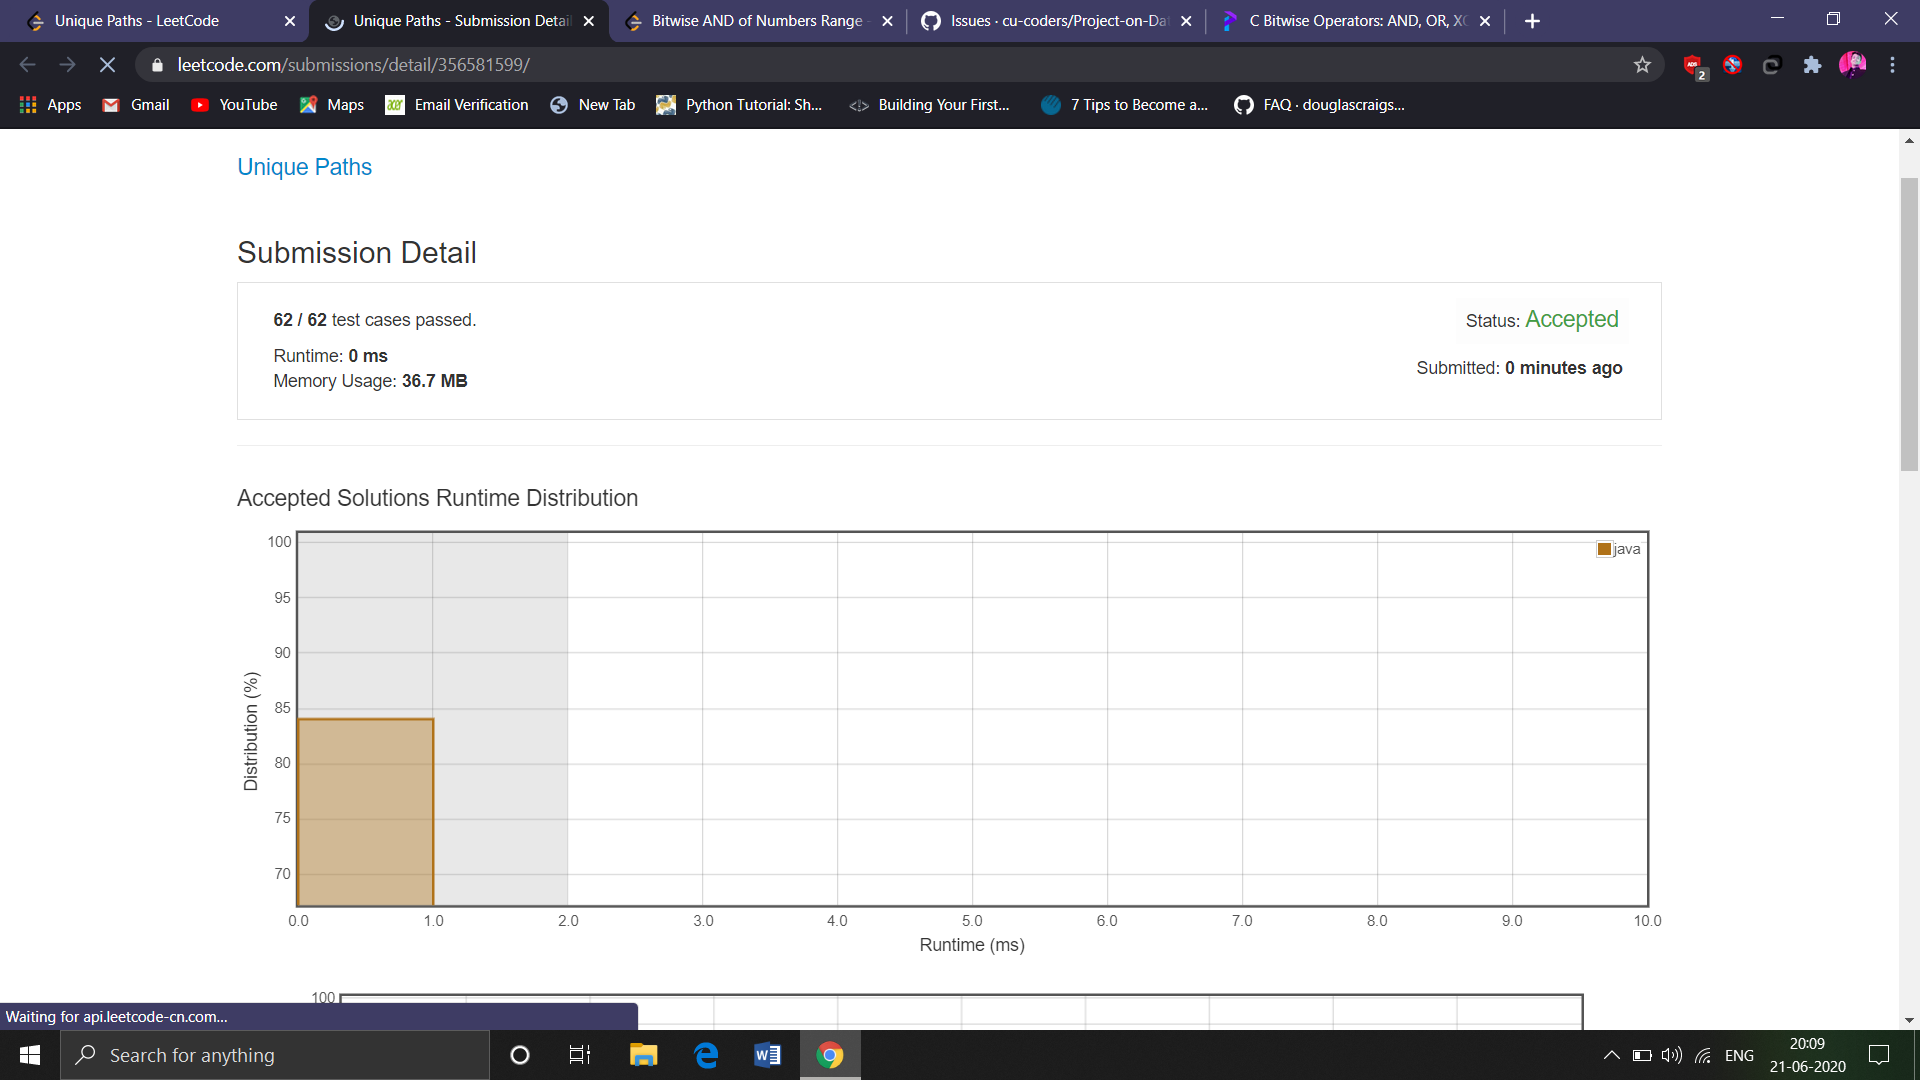 Unique Paths - LeetCode
Unique Paths - Submission Detail
Bitwise AND of Numbers Range -
Issues · cu-coders/Project-on-Da
C Bitwise Operators: AND, OR, XO
leetcode.com/submissions/detail/356581599/
ABS
2
Apps
Gmail
YouTube
Maps
acer
Email Verification
New Tab
Python Tutorial: Sh...
Building Your First...
7 Tips to Become a...
FAQ · douglascraigs...
Unique Paths
Submission Detail
62 / 62 test cases passed.
Status: Accepted
Runtime: 0 ms
Submitted: 0 minutes ago
Memory Usage: 36.7 MB
Accepted Solutions Runtime Distribution
java
100
95
90
85
80
75
70
Distribution (%)
0.0 1.0 2.0 3.0 4.0 5.0 6.0 7.0 8.0 9.0 10.0
Runtime (ms)
100
Waiting for api.leetcode-cn.com...
Search for anything
ENG
20:09
21-06-2020